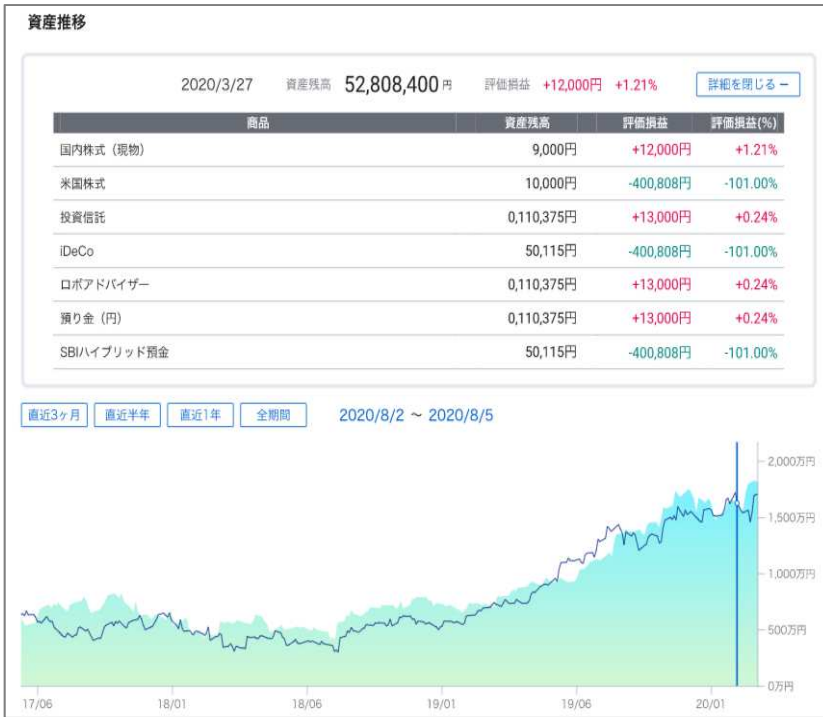 資産推移
2020/3/27 資産残高 52,808,400 円 評価損益 +12,000円 +1.21% 詳細を閉じる −
商品 資産残高 評価損益 評価損益(%)
国内株式（現物） 9,000円 +12,000円 +1.21%
米国株式 10,000円 -400,808円 -101.00%
投資信託 0,110,375円 +13,000円 +0.24%
iDeCo 50,115円 -400,808円 -101.00%
ロボアドバイザー 0,110,375円 +13,000円 +0.24%
預り金（円） 0,110,375円 +13,000円 +0.24%
SBIハイブリッド預金 50,115円 -400,808円 -101.00%
直近3ヶ月 直近半年 直近1年 全期間 2020/8/2 ～ 2020/8/5
2,000万円
1,500万円
1,000万円
500万円
0万円
17/06 18/01 18/06 19/01 19/06 20/01